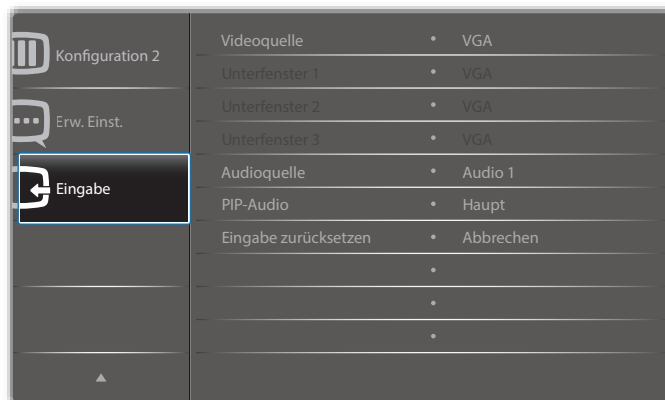 Konfiguration 2
Erw. Einst.
Eingabe
Videoquelle • VGA
Unterfenster 1 • VGA
Unterfenster 2 • VGA
Unterfenster 3 • VGA
Audioquelle • Audio 1
PIP-Audio • Haupt
Eingabe zurücksetzen • Abbrechen